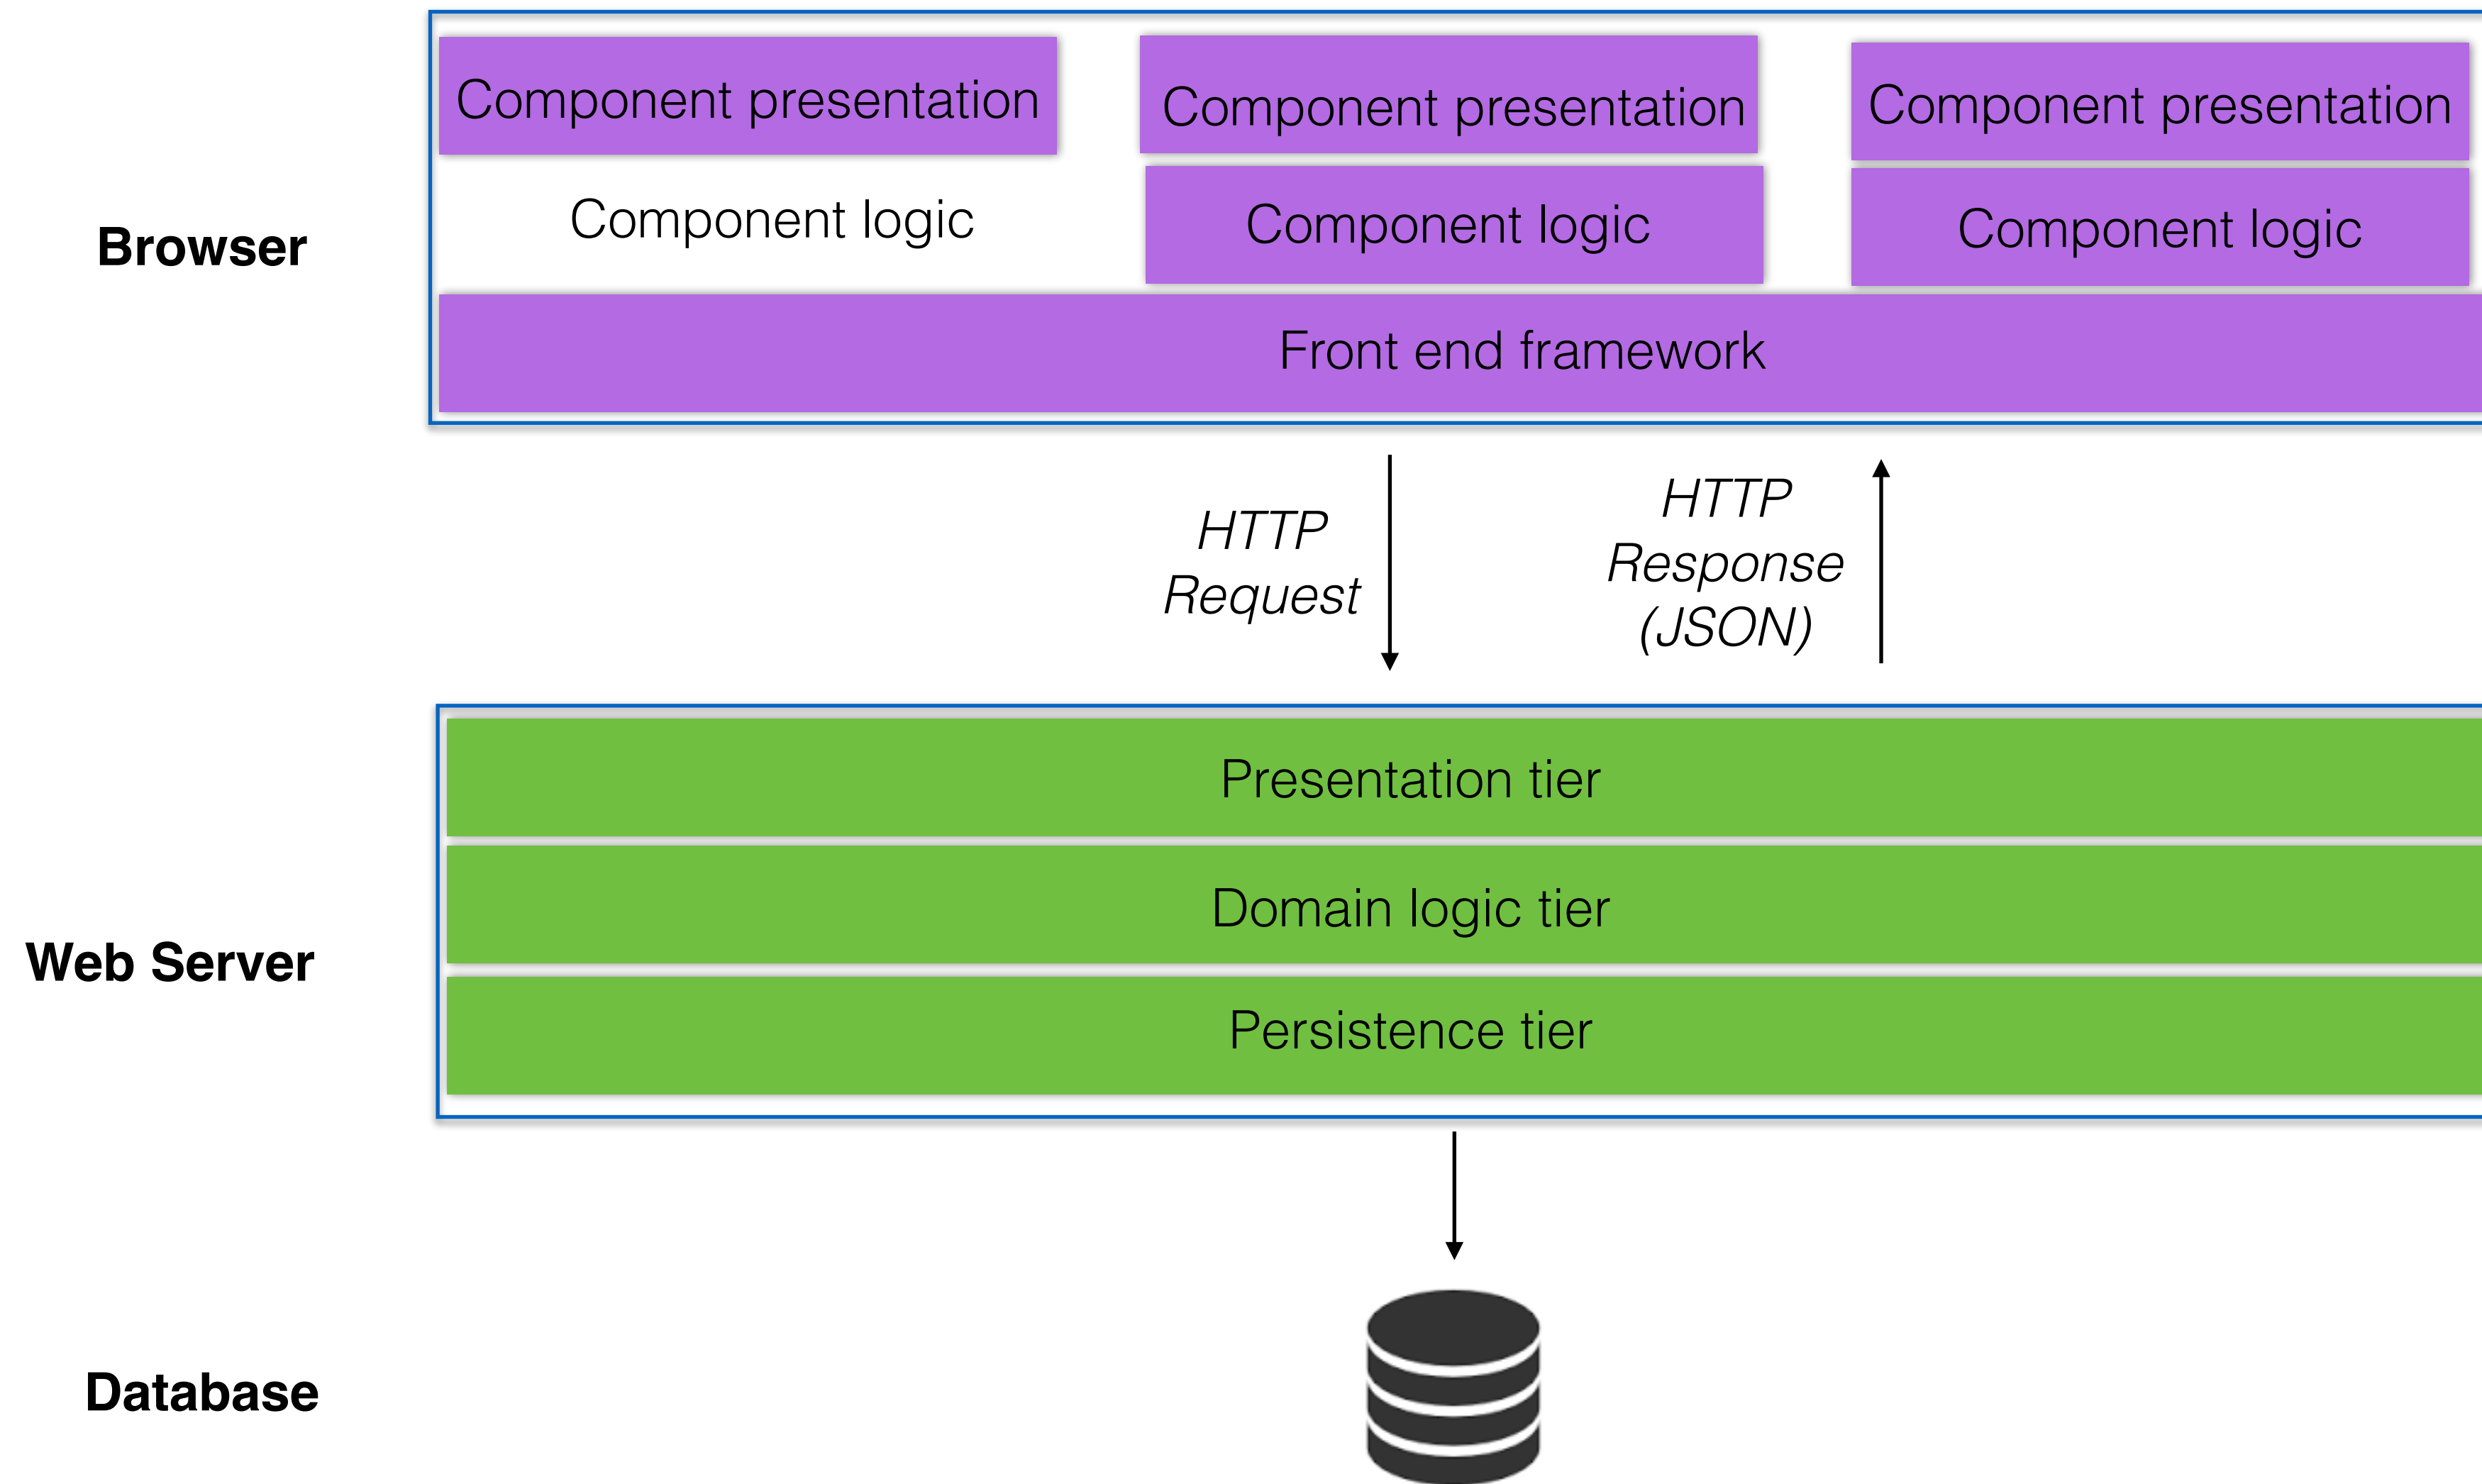 Component presentation
Component presentation
Component presentation
Component logic
Component logic
Component logic
Browser
Front end framework
HTTP
Request
HTTP
Response
(JSON)
Presentation tier
Domain logic tier
Web Server
Persistence tier
Database